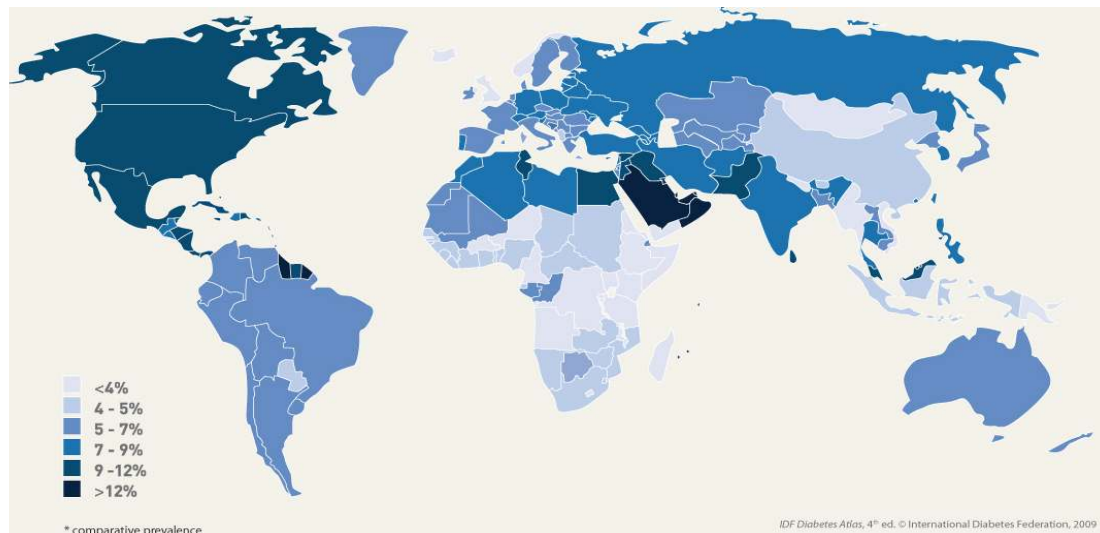 <4%
4 - 5%
5 - 7%
7 - 9%
9 -12%
>12%
* comparative prevalence
IDF Diabetes Atlas, 4th ed. © International Diabetes Federation, 2009